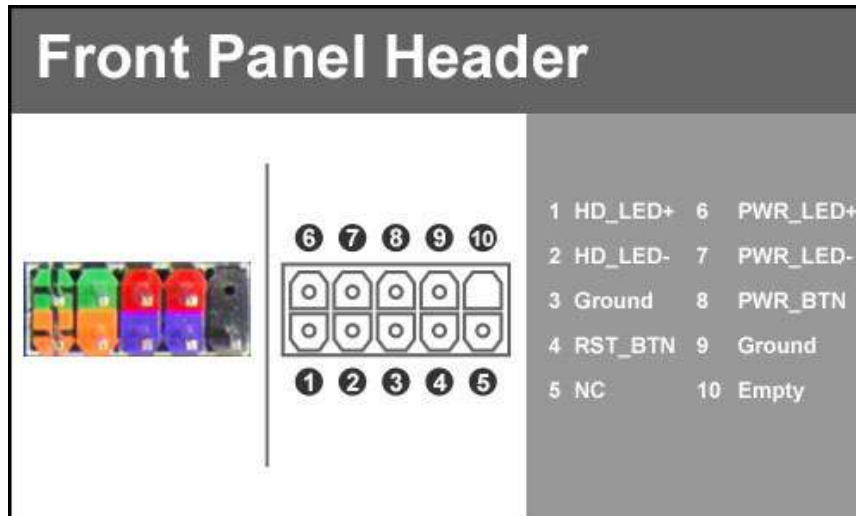 Front Panel Header
6 7 8 9 10
1 2 3 4 5
1 HD_LED+ 6 PWR_LED+
2 HD_LED- 7 PWR_LED-
3 Ground 8 PWR_BTN
4 RST_BTN 9 Ground
5 NC 10 Empty